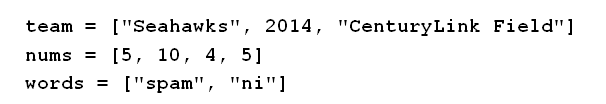 team = ["Seahawks", 2014, "CenturyLink Field"]
nums = [5, 10, 4, 5]
words = ["spam", "ni"]